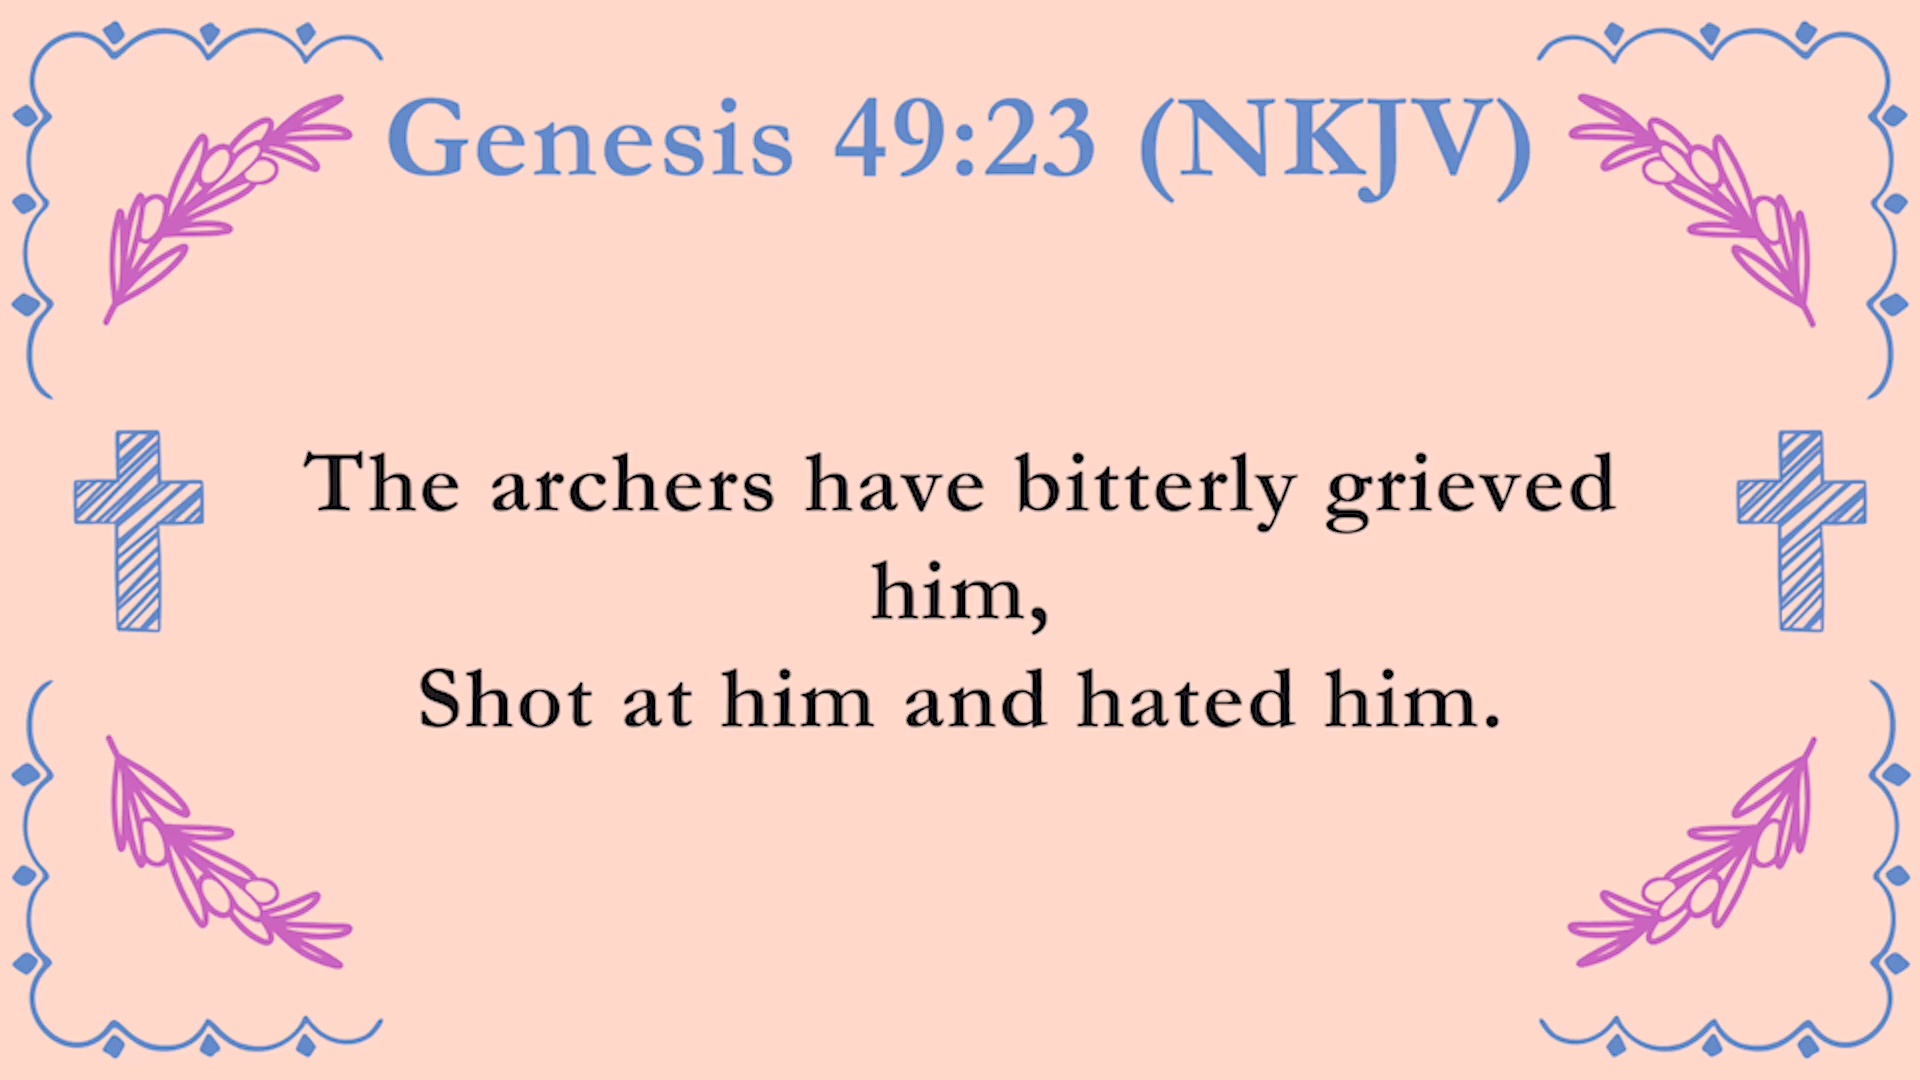 Genesis 49:23 (NKJV)
The archers have bitterly grieved
him,
Shot at him and hated him.